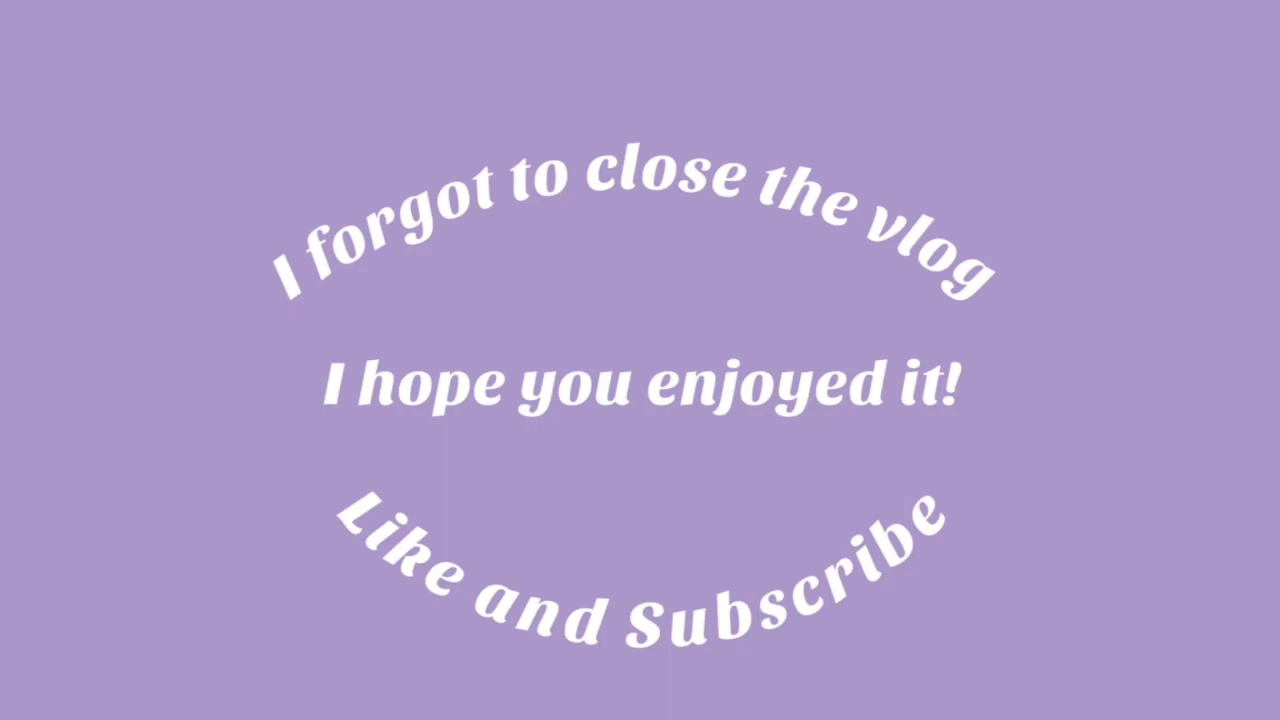 I forgot to close the vlog
I hope you enjoyed it!
Like and Subscribe